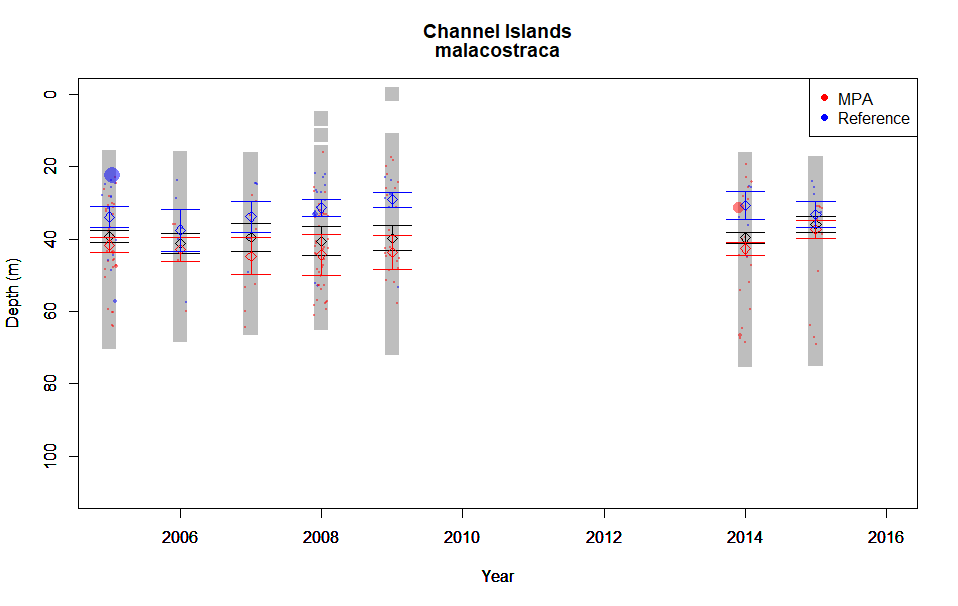 Channel Islands
malacostraca
MPA
Reference
Depth (m)
0
20
40
60
80
100
2006
2008
2010
2012
2014
2016
Year